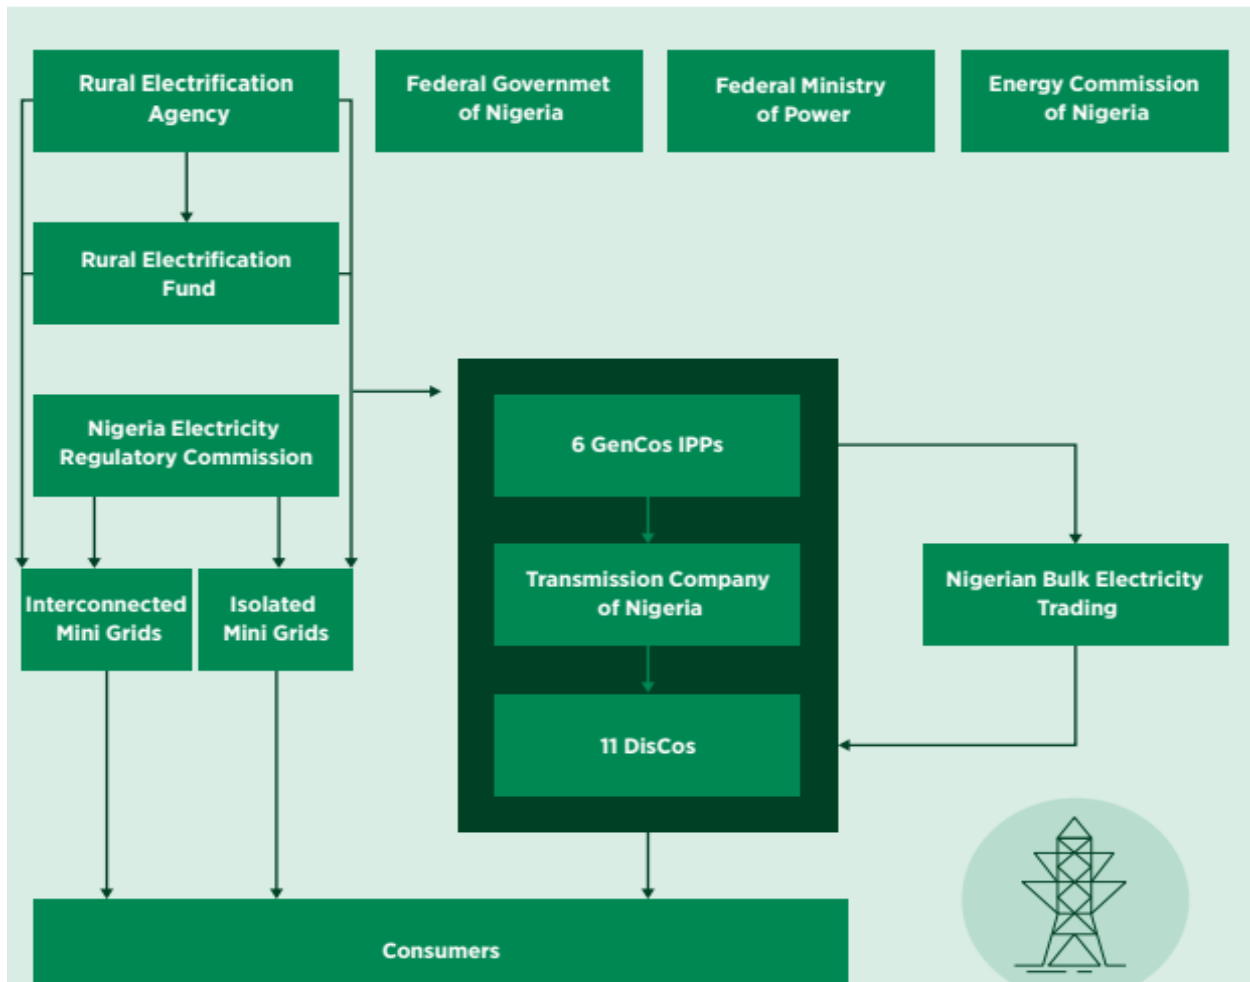 Rural Electrification
Agency
Federal Governmet
of Nigeria
Federal Ministry
of Power
Energy Commission
of Nigeria
Rural Electrification
Fund
Nigeria Electricity
Regulatory Commission
6 GenCos IPPs
Interconnected
Mini Grids
Isolated
Mini Grids
Transmission Company
of Nigeria
Nigerian Bulk Electricity
Trading
11 DisCos
Consumers